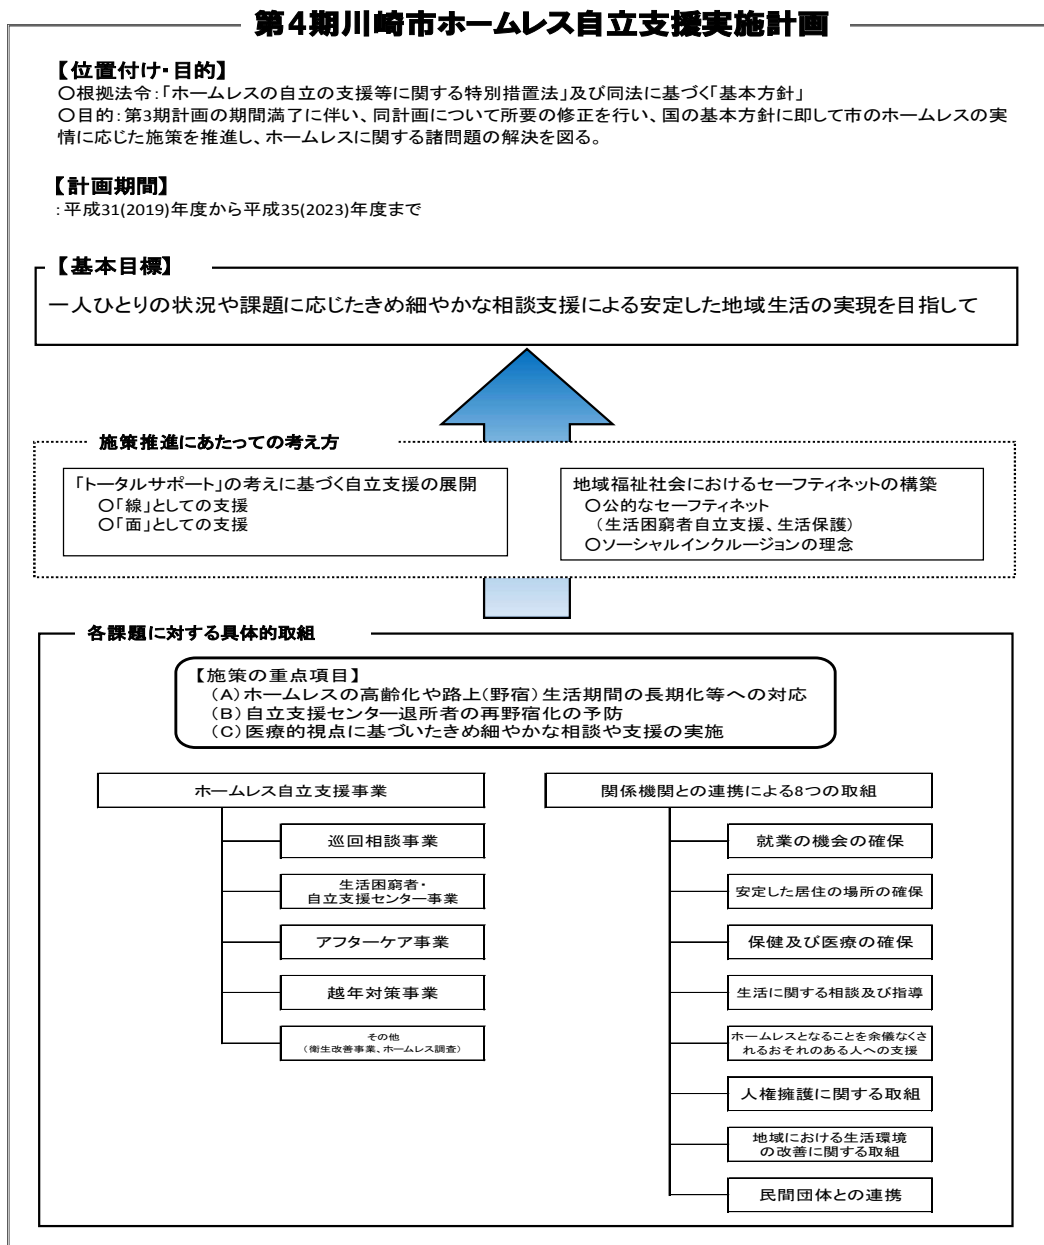 第4期川崎市ホームレス自立支援実施計画
【位置付け・目的】
○根拠法令:「ホームレスの自立の支援等に関する特別措置法」及び同法に基づく「基本方針」
○目的:第3期計画の期間満了に伴い、同計画について所要の修正を行い、国の基本方針に即して市のホームレスの実
情に応じた施策を推進し、ホームレスに関する諸問題の解決を図る。
【計画期間】
:平成31(2019)年度から平成35(2023)年度まで
【基本目標】
一人ひとりの状況や課題に応じたきめ細やかな相談支援による安定した地域生活の実現を目指して
施策推進にあたっての考え方
「トータルサポート」の考えに基づく自立支援の展開
○「線」としての支援
○「面」としての支援
地域福祉社会におけるセーフティネットの構築
○公的なセーフティネット
(生活困窮者自立支援、生活保護)
○ソーシャルインクルージョンの理念
各課題に対する具体的取組
【施策の重点項目】
(A)ホームレスの高齢化や路上(野宿)生活期間の長期化等への対応
(B)自立支援センター退所者の再野宿化の予防
(C)医療的視点に基づいたきめ細やかな相談や支援の実施
ホームレス自立支援事業
巡回相談事業
生活困窮者・
自立支援センター事業
アフターケア事業
越年対策事業
その他
(衛生改善事業、ホームレス調査)
関係機関との連携による8つの取組
就業の機会の確保
安定した居住の場所の確保
保健及び医療の確保
生活に関する相談及び指導
ホームレスとなることを余儀なくさ
れるおそれのある人への支援
人権擁護に関する取組
地域における生活環境
の改善に関する取組
民間団体との連携